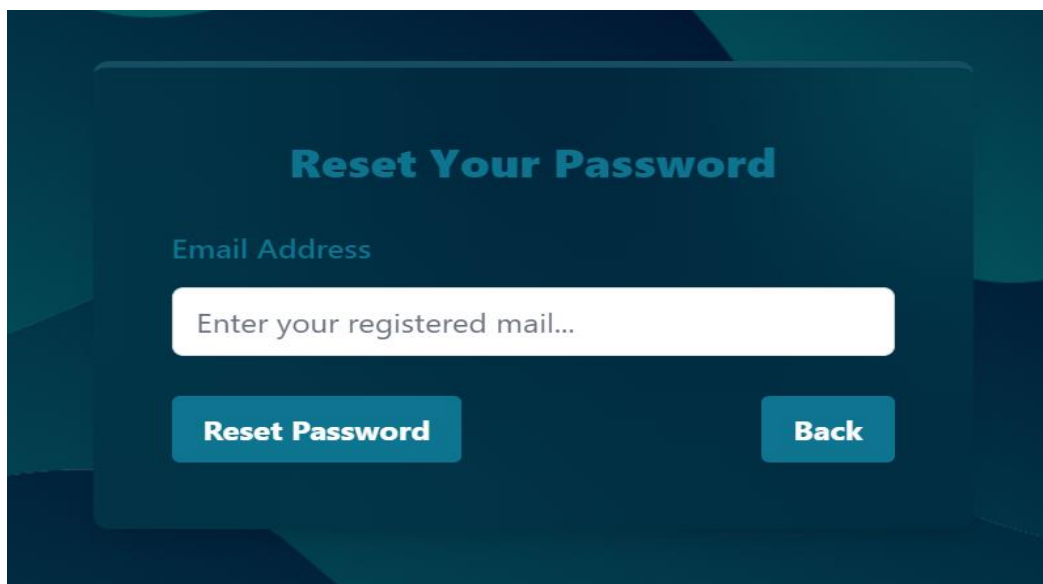 Reset Your Password
Email Address
Enter your registered mail...
Reset Password
Back